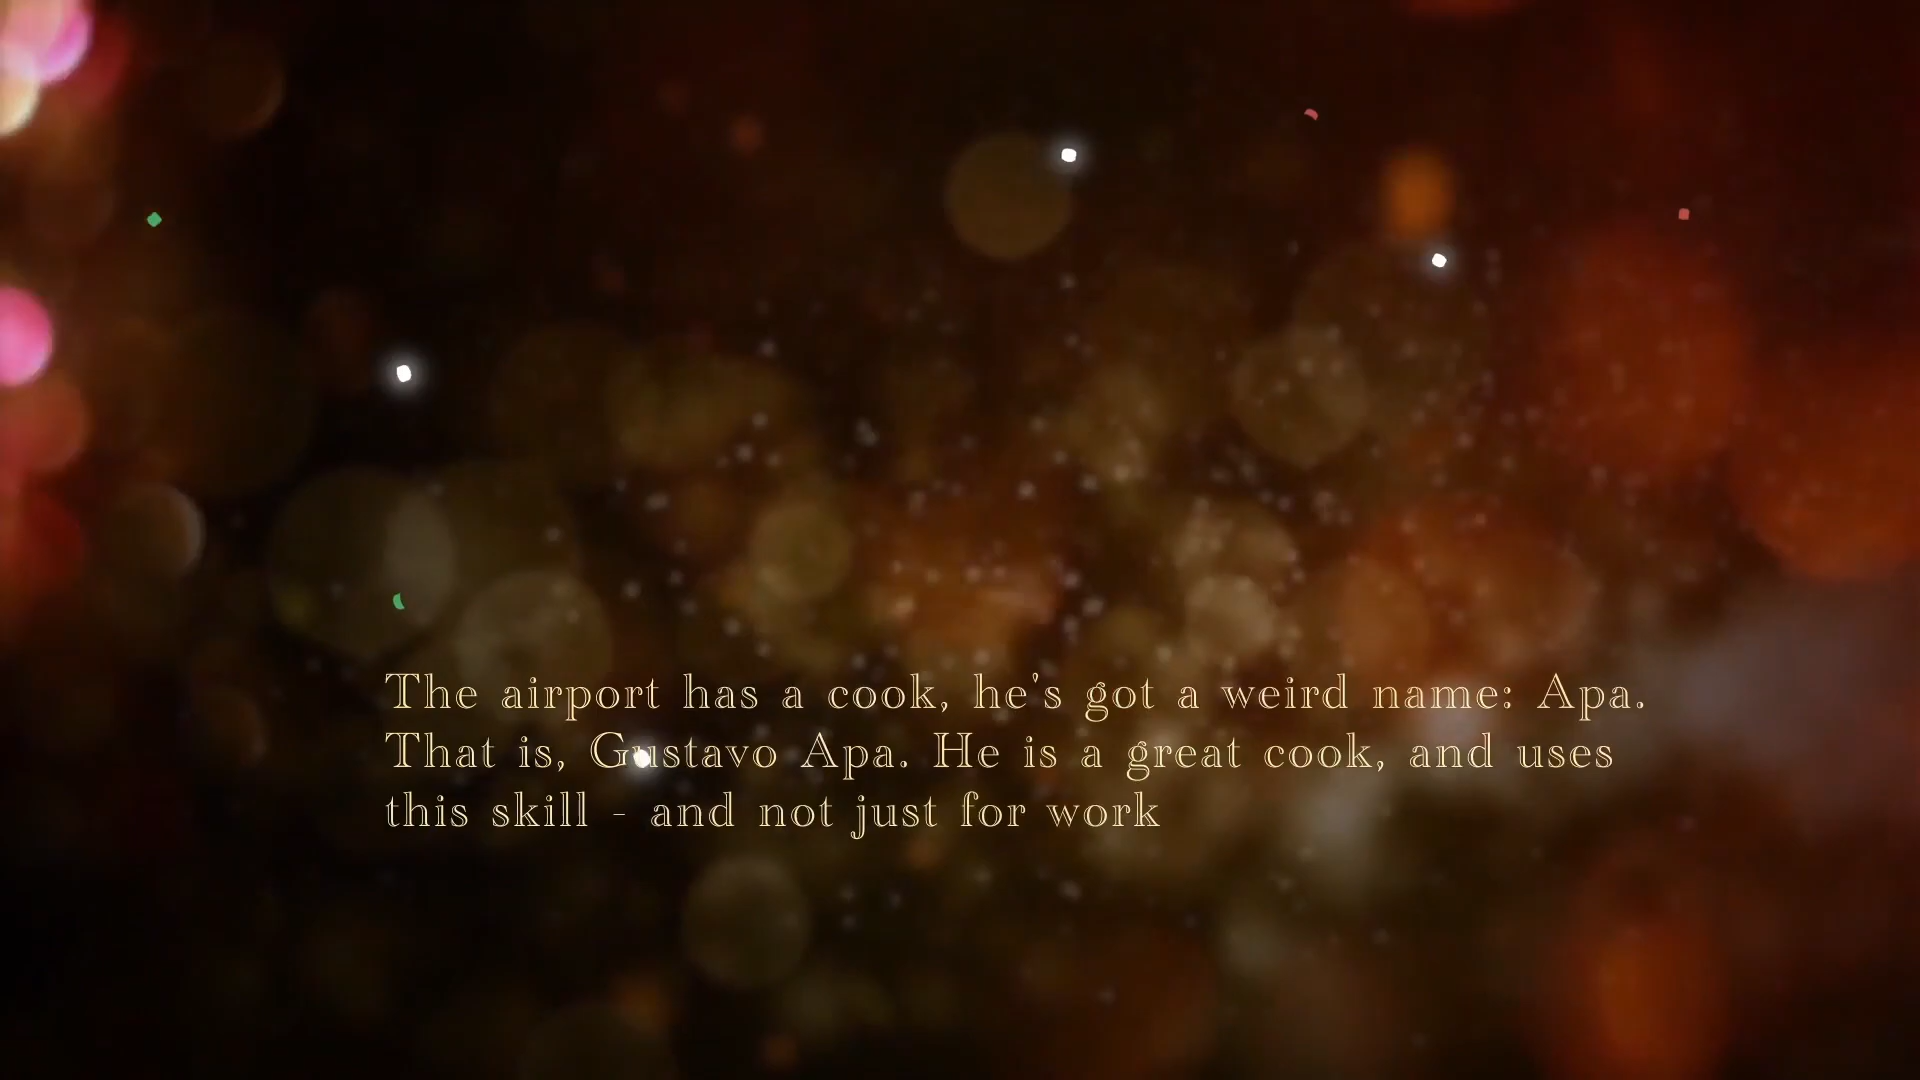 The airport has a cook, he's got a weird name: Apa.
That is, Gustavo Apa. He is a great cook, and uses
this skill - and not just for work